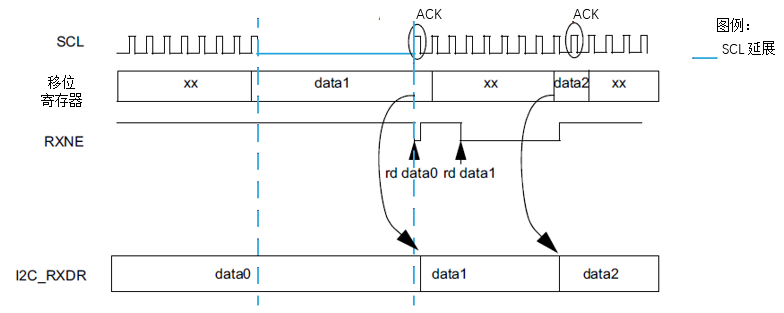 ACK
ACK
图例：
SCL
SCL 延展
移位
寄存器
xx
data1
xx
data2
xx
RXNE
rd data0
rd data1
I2C_RXDR
data0
data1
data2